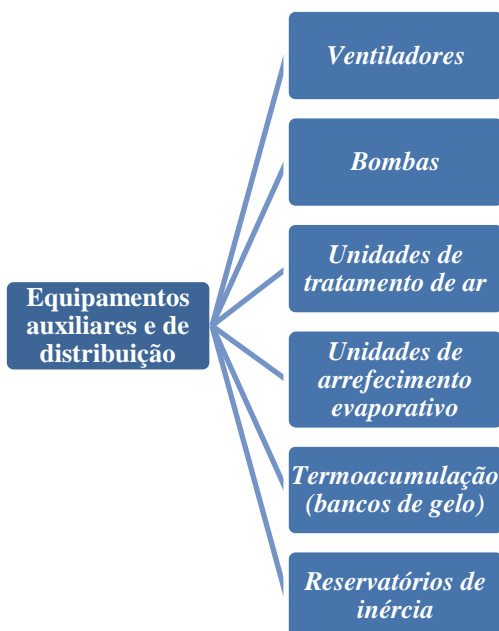 Equipamentos
auxiliares e de
distribuição
Ventiladores
Bombas
Unidades de
tratamento de ar
Unidades de
arrefecimento
evaporativo
Termoacumulação
(bancos de gelo)
Reservatórios de
inércia